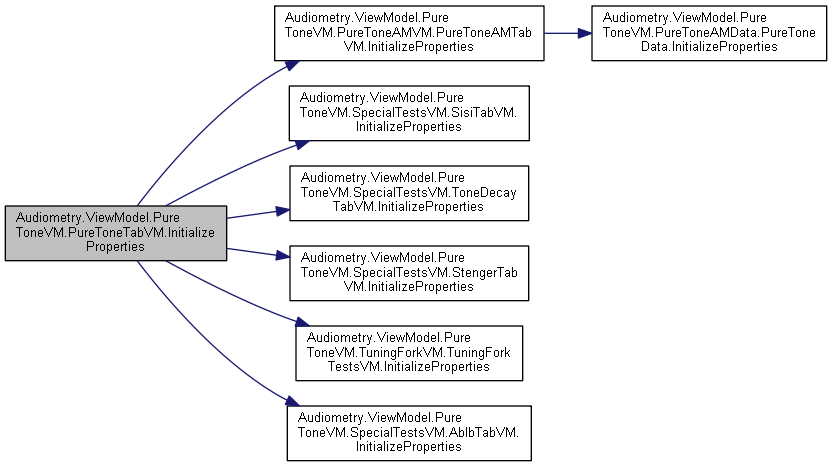 Audiometry.ViewModel.Pure
ToneVM.PureToneTabVM.Initialize
Properties
Audiometry.ViewModel.Pure
ToneVM.PureToneAMVM.PureToneAMTab
VM.InitializeProperties
Audiometry.ViewModel.Pure
ToneVM.PureToneAMData.PureTone
Data.InitializeProperties
Audiometry.ViewModel.Pure
ToneVM.SpecialTestsVM.SisiTabVM.
InitializeProperties
Audiometry.ViewModel.Pure
ToneVM.SpecialTestsVM.ToneDecay
TabVM.InitializeProperties
Audiometry.ViewModel.Pure
ToneVM.SpecialTestsVM.StengerTab
VM.InitializeProperties
Audiometry.ViewModel.Pure
ToneVM.TuningForkVM.TuningFork
TestsVM.InitializeProperties
Audiometry.ViewModel.Pure
ToneVM.SpecialTestsVM.AblbTabVM.
InitializeProperties